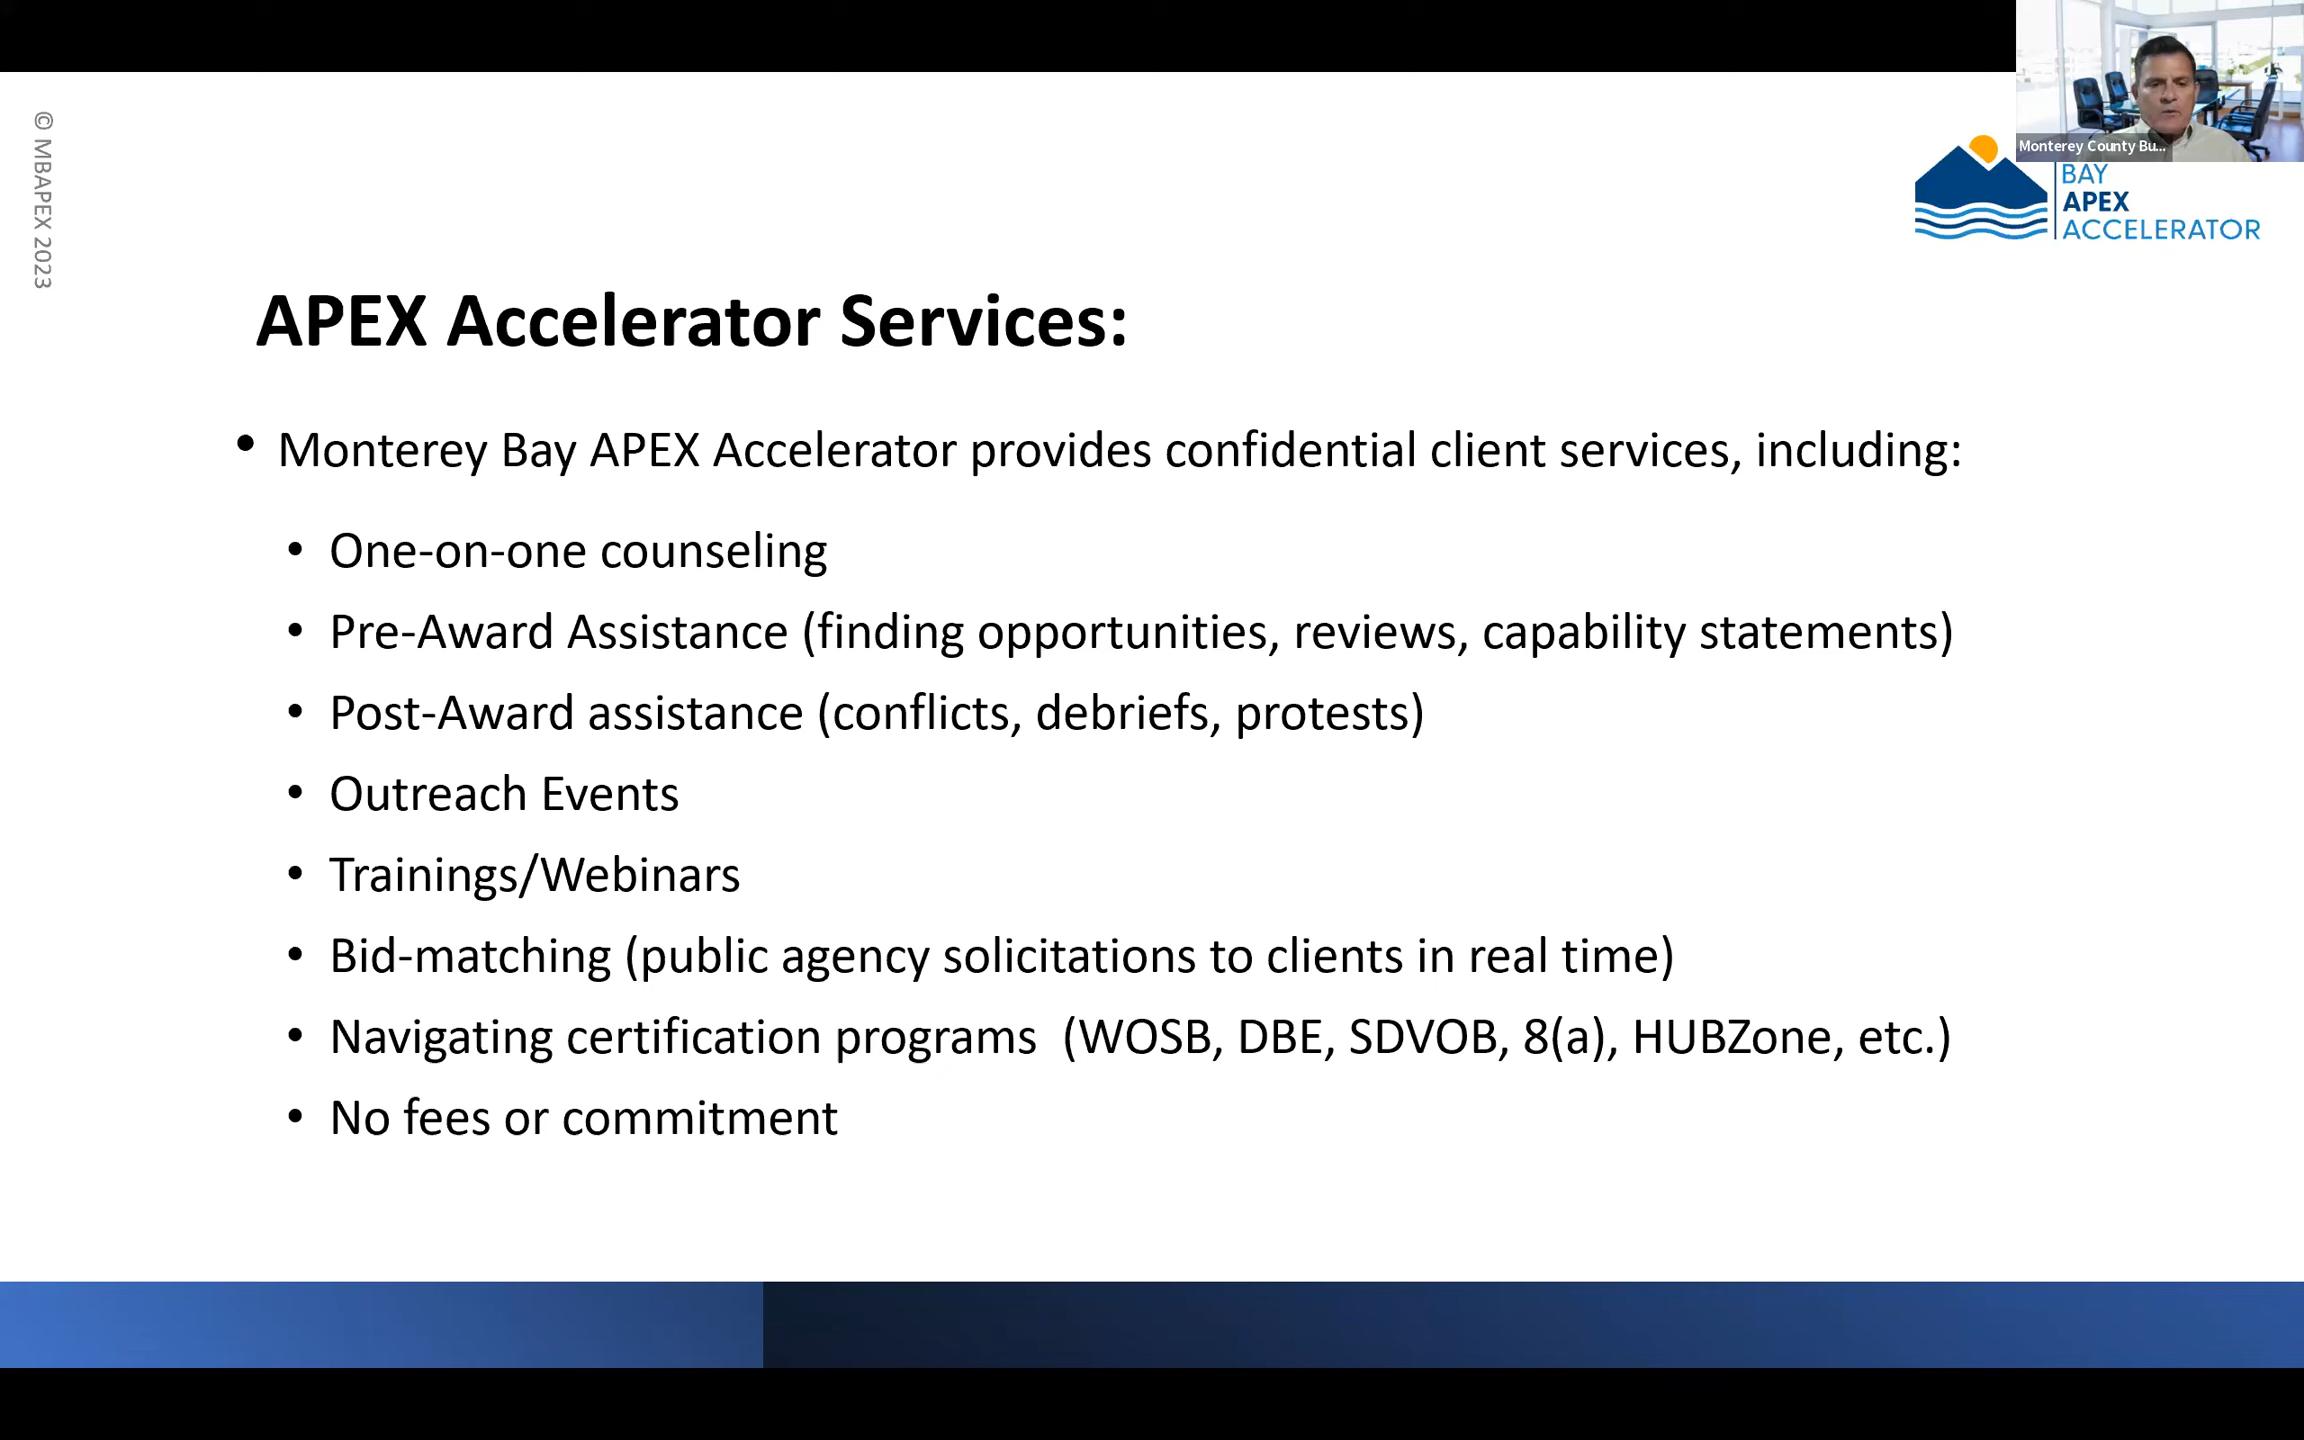 Monterey County Bu...
© MBAPEX 2023
BAY
APEX
ACCELERATOR
APEX Accelerator Services:
• Monterey Bay APEX Accelerator provides confidential client services, including:
• One-on-one counseling
• Pre-Award Assistance (finding opportunities, reviews, capability statements)
• Post-Award assistance (conflicts, debriefs, protests)
• Outreach Events
• Trainings/Webinars
• Bid-matching (public agency solicitations to clients in real time)
• Navigating certification programs  (WOSB, DBE, SDVOB, 8(a), HUBZone, etc.)
• No fees or commitment